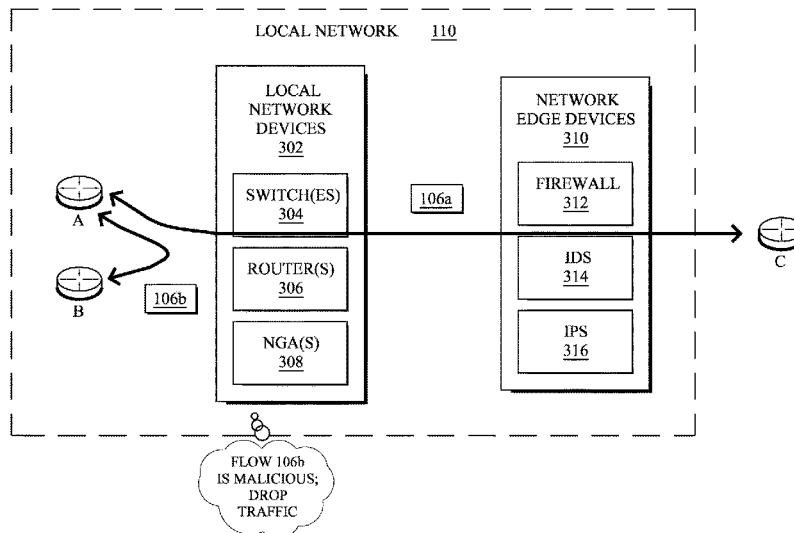 LOCAL NETWORK 110
LOCAL
NETWORK
DEVICES
302
SWITCH(ES)
304
ROUTER(S)
306
NGA(S)
308
106a
NETWORK
EDGE DEVICES
310
FIREWALL
312
IDS
314
IPS
316
A
B
106b
C
FLOW 106b
IS MALICIOUS;
DROP
TRAFFIC